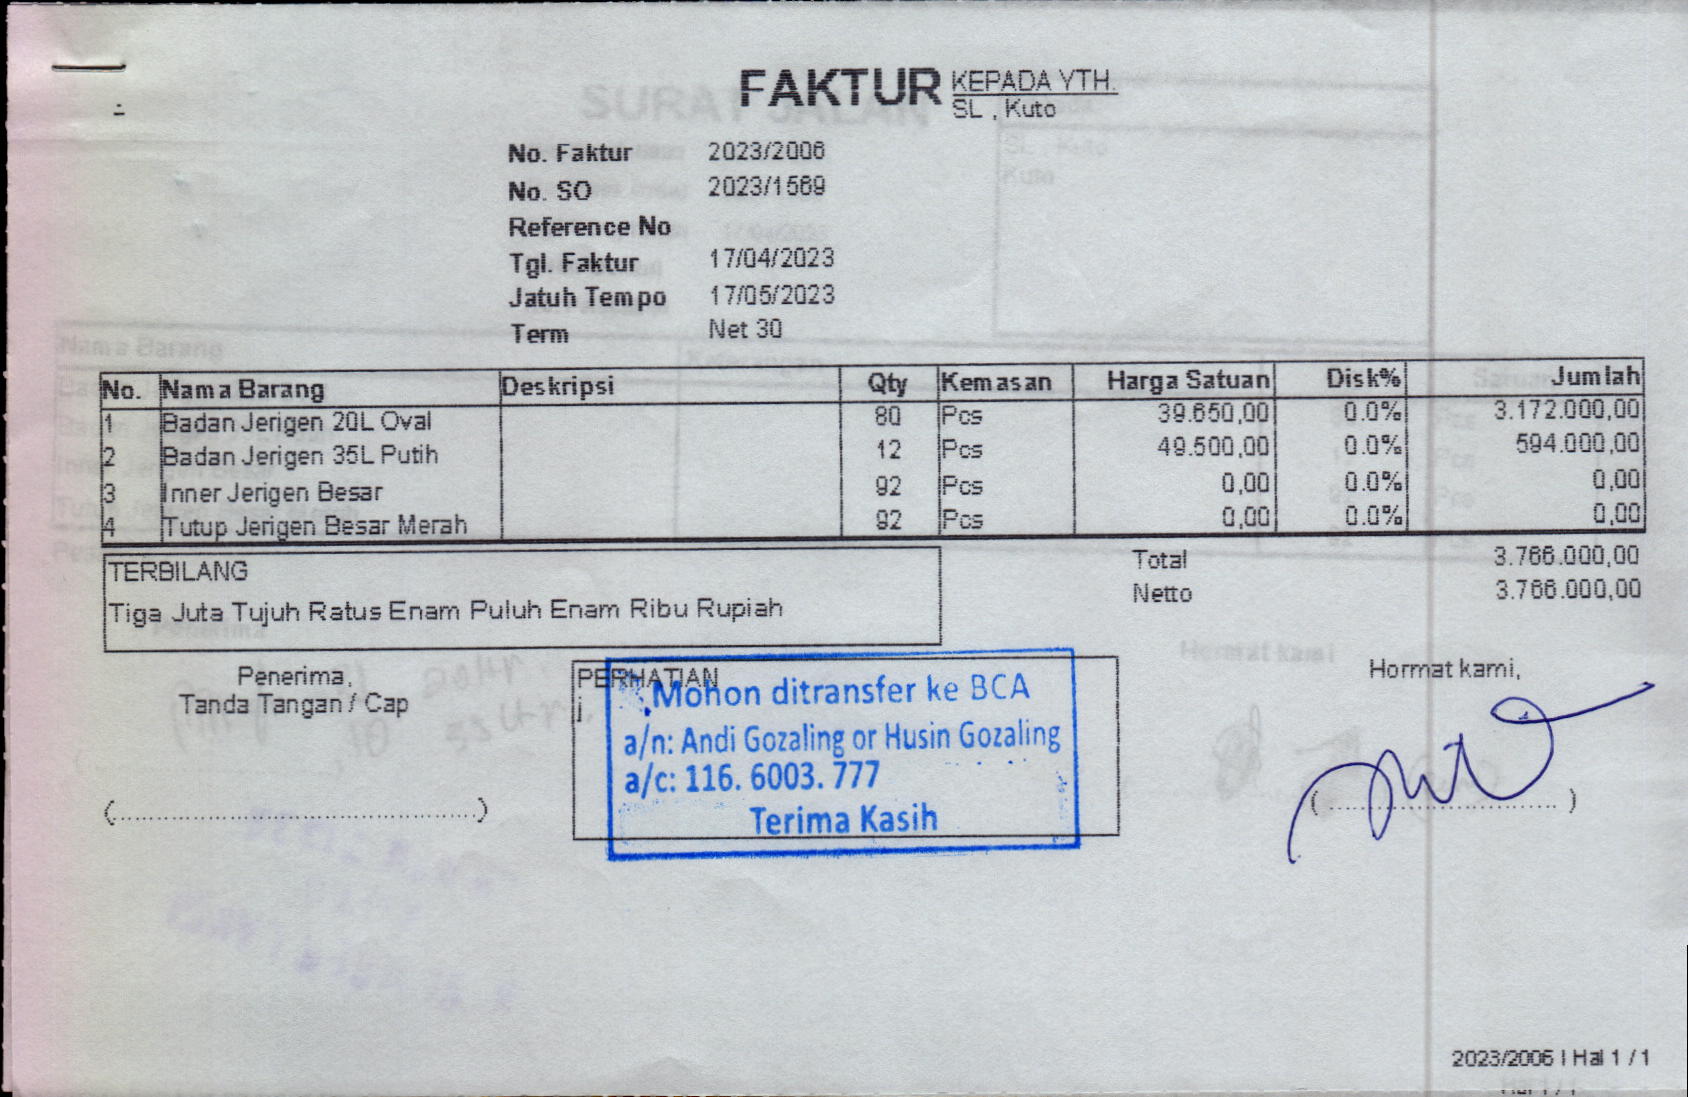 FAKTUR
KEPADA YTH.
SL , Kuto
No. Faktur 2023/2006
No. SO 2023/1569
Reference No
Tgl. Faktur 17/04/2023
Jatuh Tempo 17/05/2023
Term Net 30
No. Nama Barang Deskripsi Qty Kemasan Harga Satuan Disk% Jumlah
1 Badan Jerigen 20L Oval 80 Pcs 39.650,00 0.0% 3.172.000,00
2 Badan Jerigen 35L Putih 12 Pcs 49.500,00 0.0% 594.000,00
3 Inner Jerigen Besar 92 Pcs 0,00 0.0% 0,00
4 Tutup Jerigen Besar Merah 92 Pcs 0,00 0.0% 0,00
Total 3.766.000,00
Netto 3.766.000,00
TERBILANG
Tiga Juta Tujuh Ratus Enam Puluh Enam Ribu Rupiah
Penerima,
Tanda Tangan / Cap
(........................)
PERHATIAN
j
Mohon ditransfer ke BCA
a/n: Andi Gozaling or Husin Gozaling
a/c: 116. 6003. 777
Terima Kasih
Hormat kami,
(........................)
2023/2006 | Hal 1 / 1